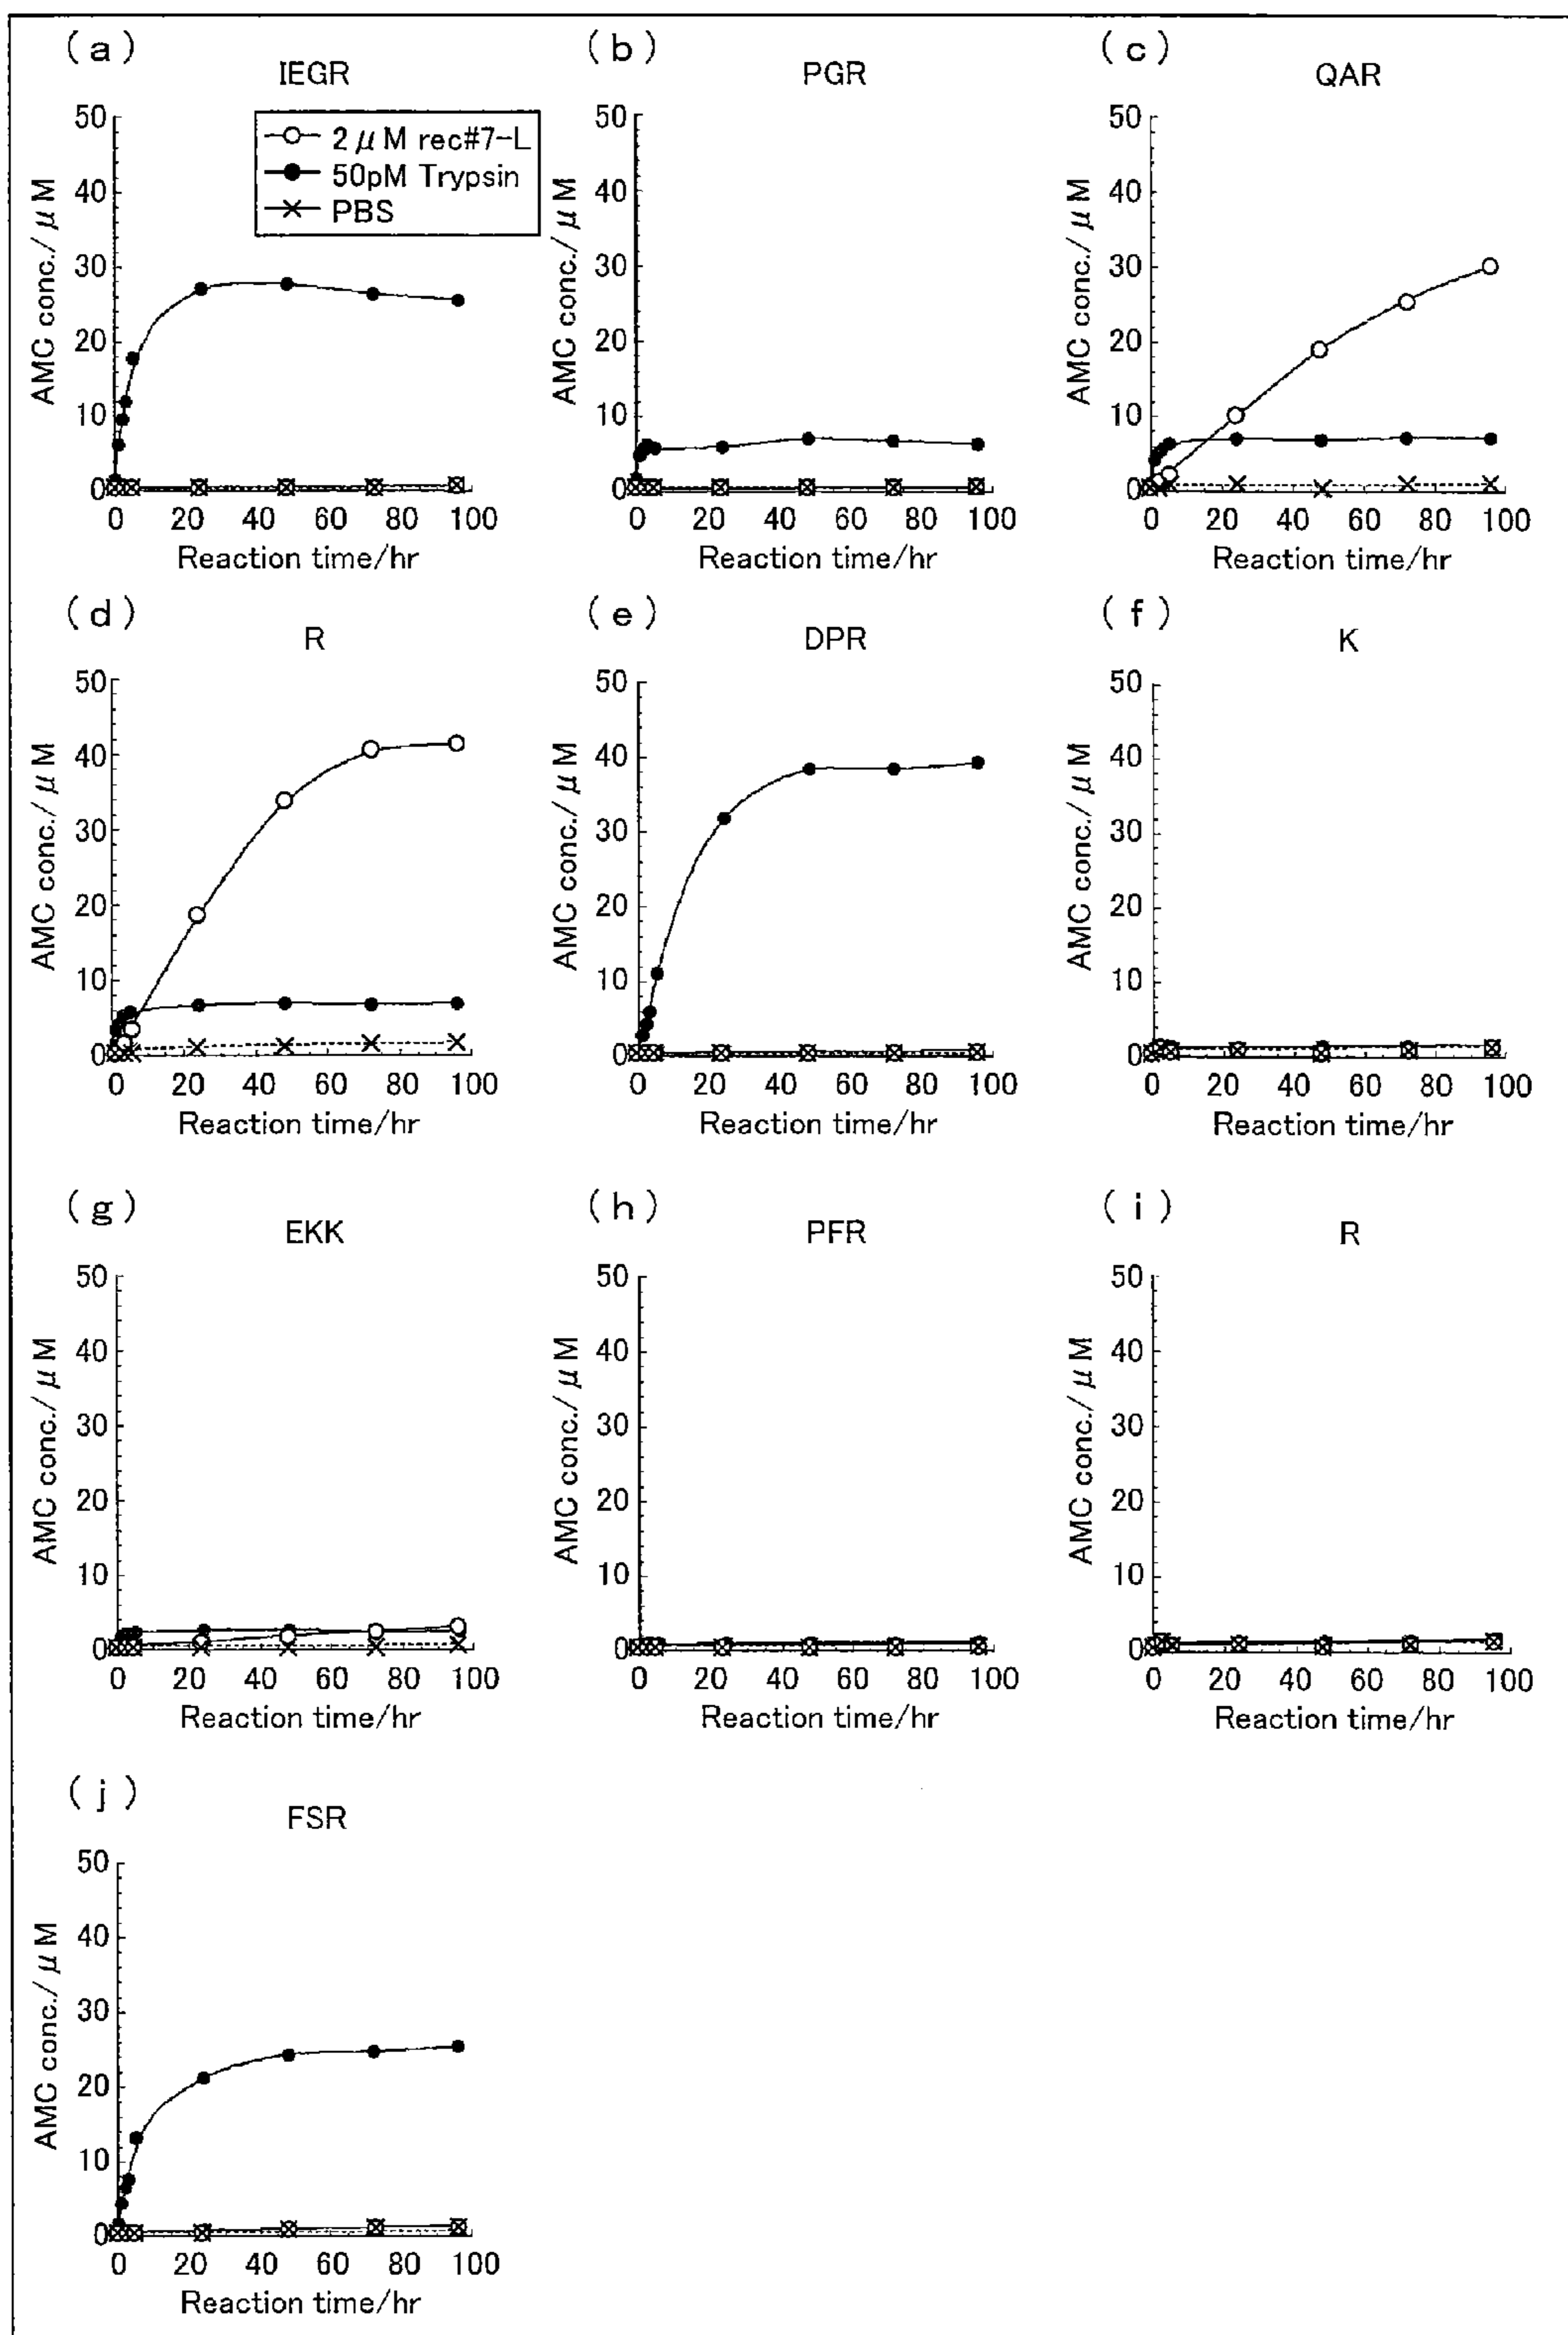 (a)
IEGR
50
40
30
20
10
0
AMC conc./μM
2μM rec#7-L
50pM Trypsin
PBS
0 20 40 60 80 100
Reaction time/hr
(b)
PGR
50
40
30
20
10
0
AMC conc./μM
0 20 40 60 80 100
Reaction time/hr
(c)
QAR
50
40
30
20
10
0
AMC conc./μM
0 20 40 60 80 100
Reaction time/hr
(d)
R
50
40
30
20
10
0
AMC conc./μM
0 20 40 60 80 100
Reaction time/hr
(e)
DPR
50
40
30
20
10
0
AMC conc./μM
0 20 40 60 80 100
Reaction time/hr
(f)
K
50
40
30
20
10
0
AMC conc./μM
0 20 40 60 80 100
Reaction time/hr
(g)
EKK
50
40
30
20
10
0
AMC conc./μM
0 20 40 60 80 100
Reaction time/hr
(h)
PFR
50
40
30
20
10
0
AMC conc./μM
0 20 40 60 80 100
Reaction time/hr
(i)
R
50
40
30
20
10
0
AMC conc./μM
0 20 40 60 80 100
Reaction time/hr
(j)
FSR
50
40
30
20
10
0
AMC conc./μM
0 20 40 60 80 100
Reaction time/hr